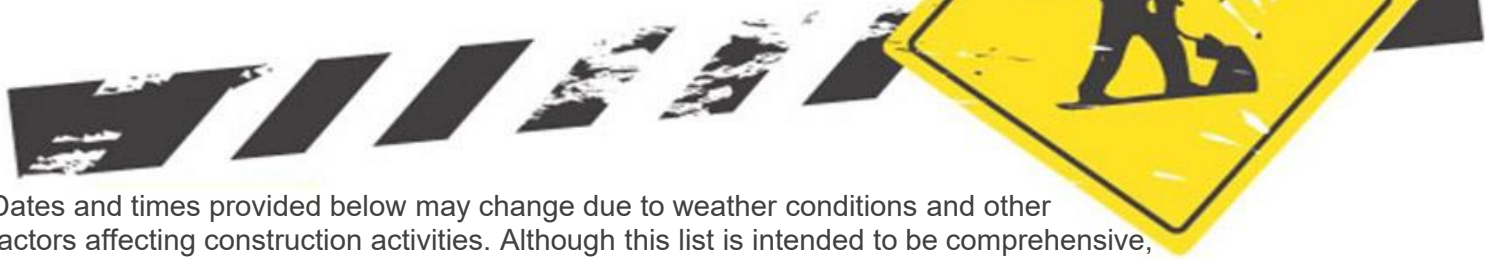 Dates and times provided below may change due to weather conditions and other
actors affecting construction activities. Although this list is intended to be comprehensive,